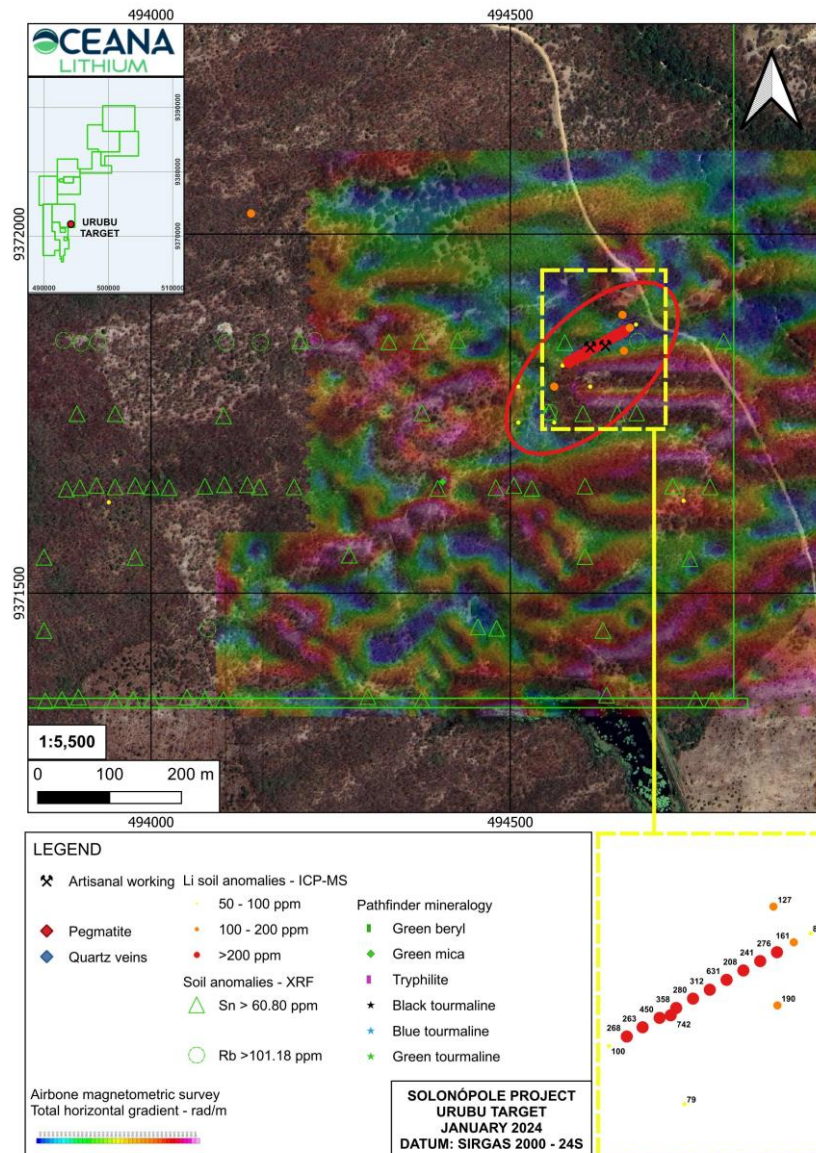 494000 494500
OCEANA
LITHIUM
9390000
9380000
9370000
URUBU
TARGET
490000 500000 510000
9372000
9371500
1:5,500
0 100 200 m
494000 494500
LEGEND
Artisanal working
Pegmatite
Quartz veins
Li soil anomalies - ICP-MS
50 - 100 ppm
100 - 200 ppm
>200 ppm
Soil anomalies - XRF
Sn > 60.80 ppm
Rb >101.18 ppm
Pathfinder mineralogy
Green beryl
Green mica
Tryphilite
Black tourmaline
Blue tourmaline
Green tourmaline
Airbone magnetometric survey
Total horizontal gradient - rad/m
SOLONÓPOLE PROJECT
URUBU TARGET
JANUARY 2024
DATUM: SIRGAS 2000 - 24S
127
161
276
241
208
631
312
280
358
450
263
268
742
190
100
79